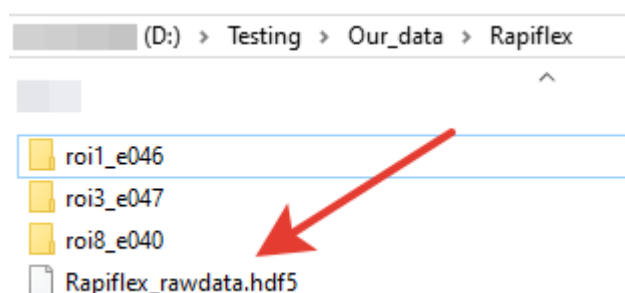 (D:) > Testing > Our_data > Rapiflex
roi1_e046
roi3_e047
roi8_e040
Rapiflex_rawdata.hdf5